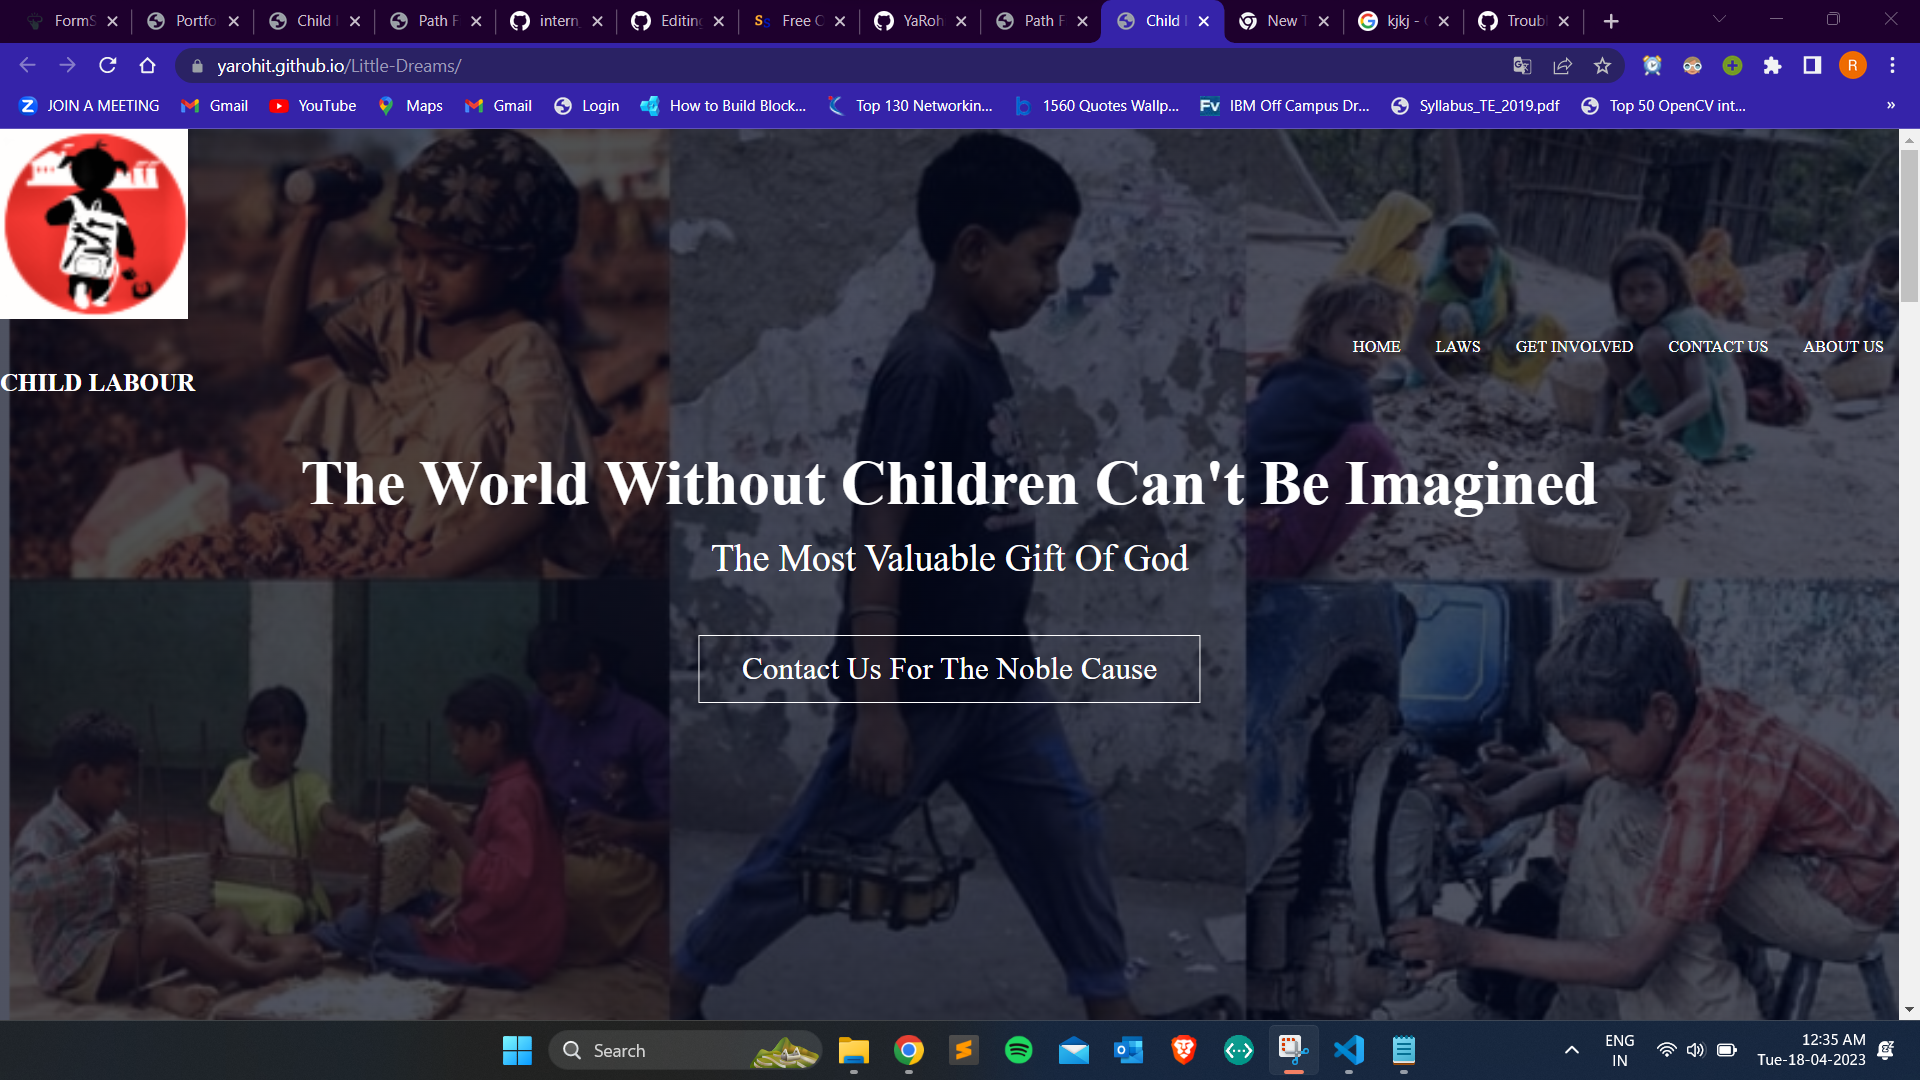 FormS
Portfo
Child
Path F
intern
Editing
Free C
YaRoh
Path F
Child
New T
kjkj -
Troubl
yarohit.github.io/Little-Dreams/
R
JOIN A MEETING
Gmail
YouTube
Maps
Gmail
Login
How to Build Block...
Top 130 Networkin...
1560 Quotes Wallp...
Fv IBM Off Campus Dr...
Syllabus_TE_2019.pdf
Top 50 OpenCV int...
»
HOME LAWS GET INVOLVED CONTACT US ABOUT US
CHILD LABOUR
The World Without Children Can't Be Imagined
The Most Valuable Gift Of God
Contact Us For The Noble Cause
Search
ENG
IN
12:35 AM
Tue-18-04-2023